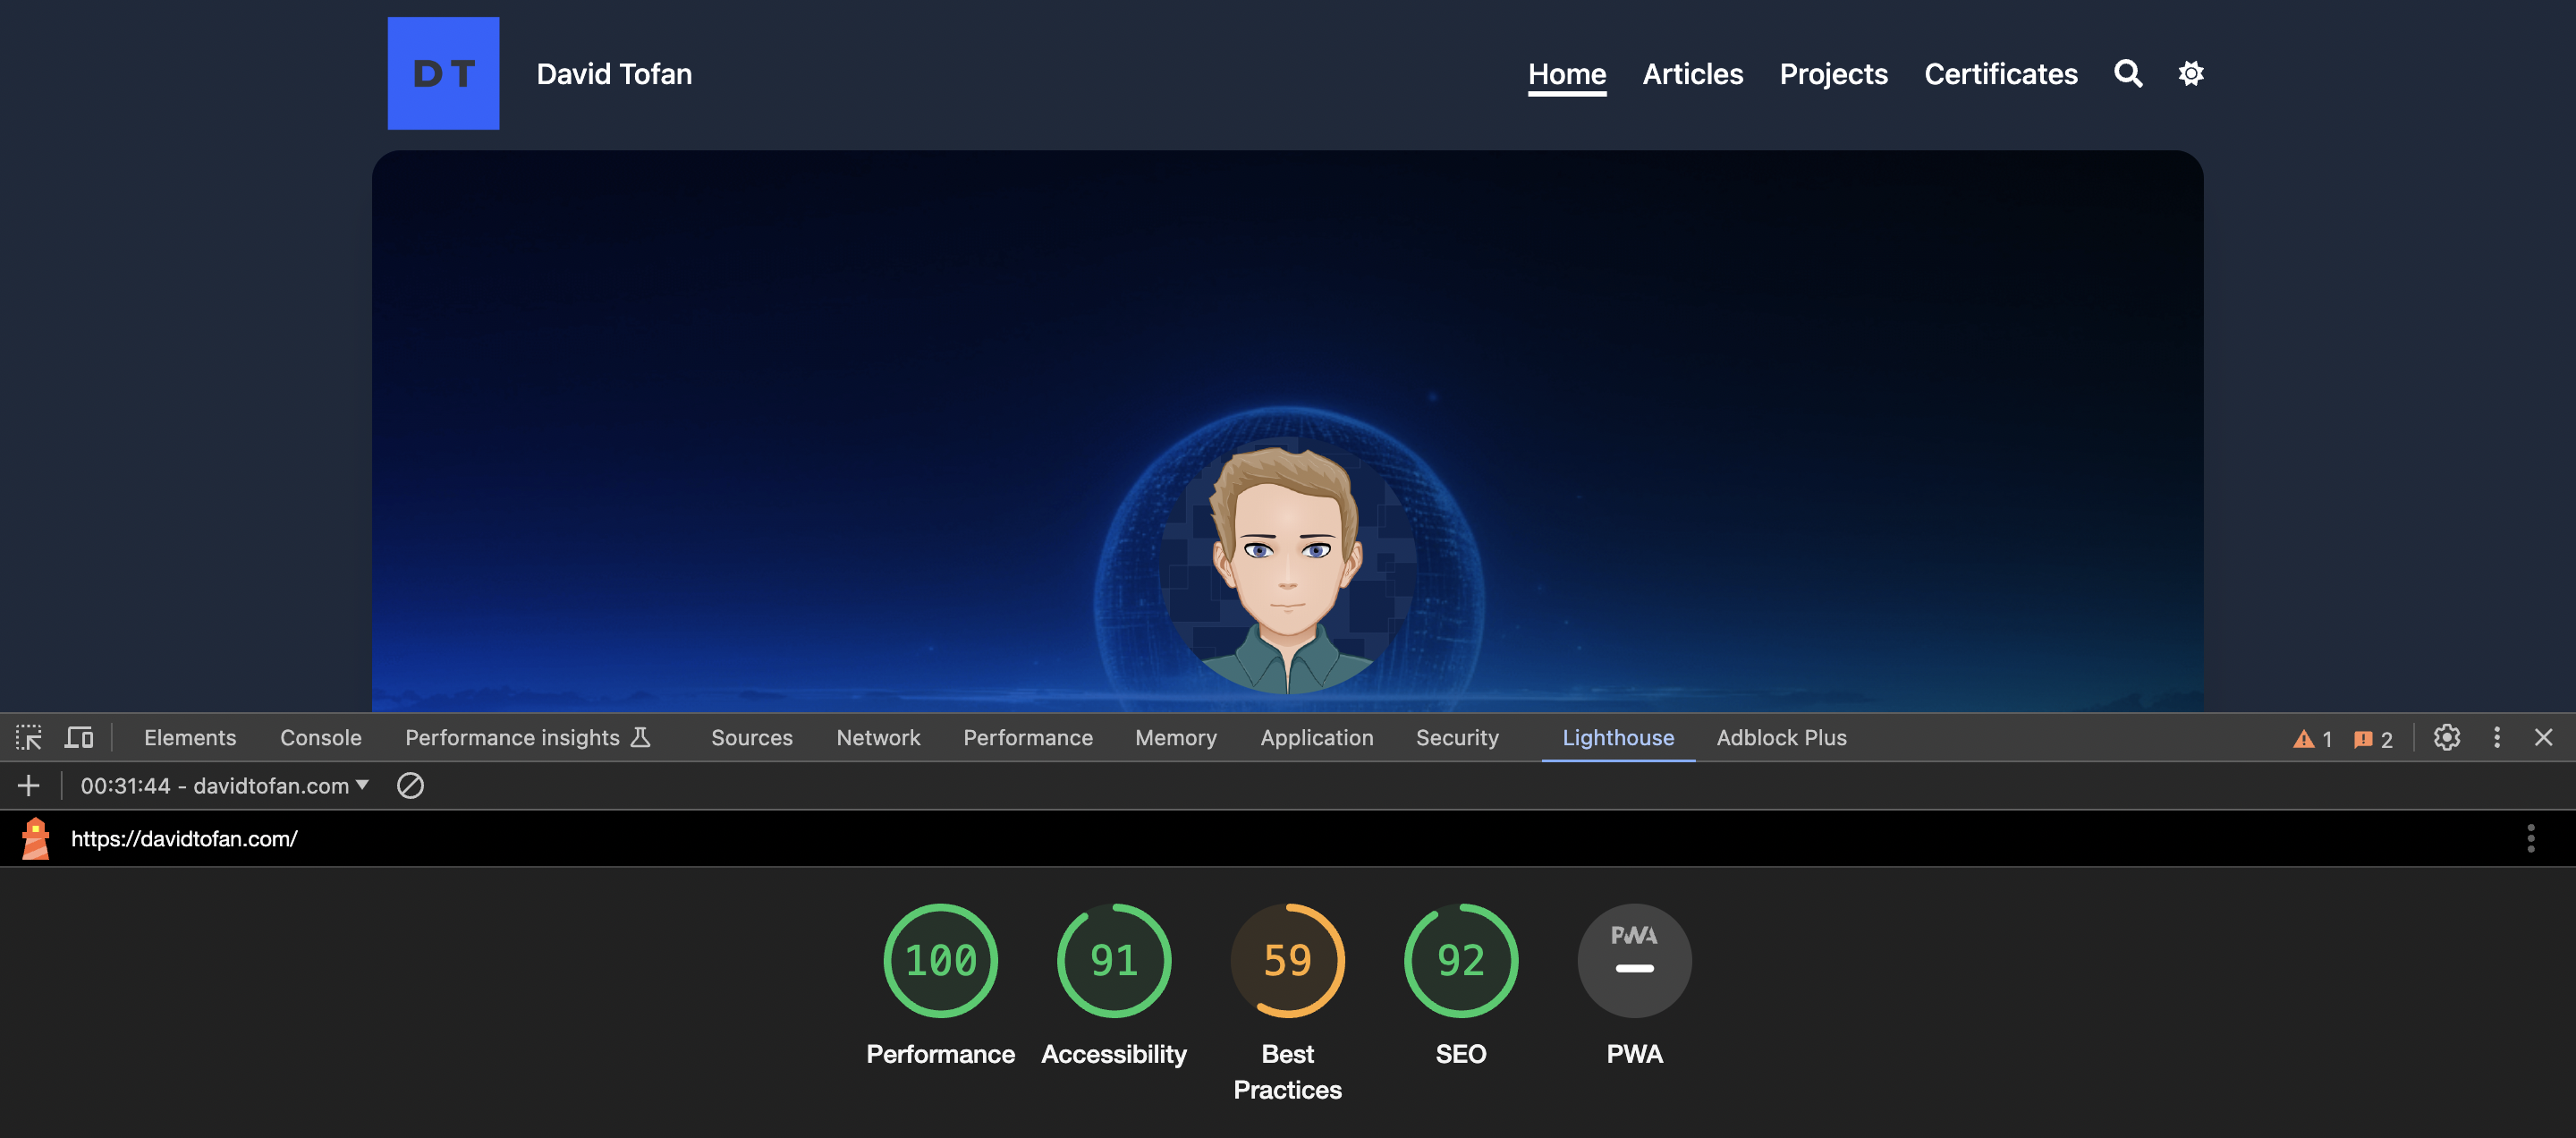 DT
David Tofan
Home Articles Projects Certificates
Elements Console Performance insights Sources Network Performance Memory Application Security Lighthouse Adblock Plus 1 2
00:31:44 - davidtofan.com
https://davidtofan.com/
100 91 59 92 PWA
Performance Accessibility Best Practices SEO PWA